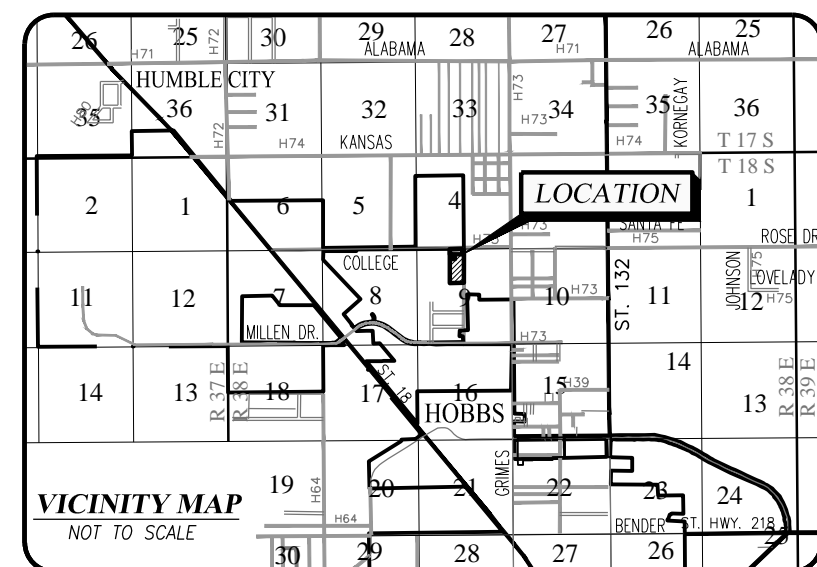 26 25 H72 30 29 28 27 26 25
H71 ALABAMA H71 ALABAMA
HUMBLE CITY
35 36 31 32 33 H73 34 35 KORNEGAY 36
H72 H74 KANSAS H73 H74 T 17 S
T 18 S
2 1 6 5 4 LOCATION 1
H73 H73 SANTA FE
H75 ROSE DR
COLLEGE JOHNSON H75 OVELADY
11 12 7 8 9 10 H73 ST. 132 11 12 H75
MILLEN DR. H73
14 13 R 37 E R 38 E 18 17 ST. 18 16 15 H39 14 13 R 38 E R 39 E
HOBBS
19 H64 20 21 GRIMES 22 23 24
VICINITY MAP
NOT TO SCALE
H64 BENDER ST. HWY. 218 25
30 29 28 27 26